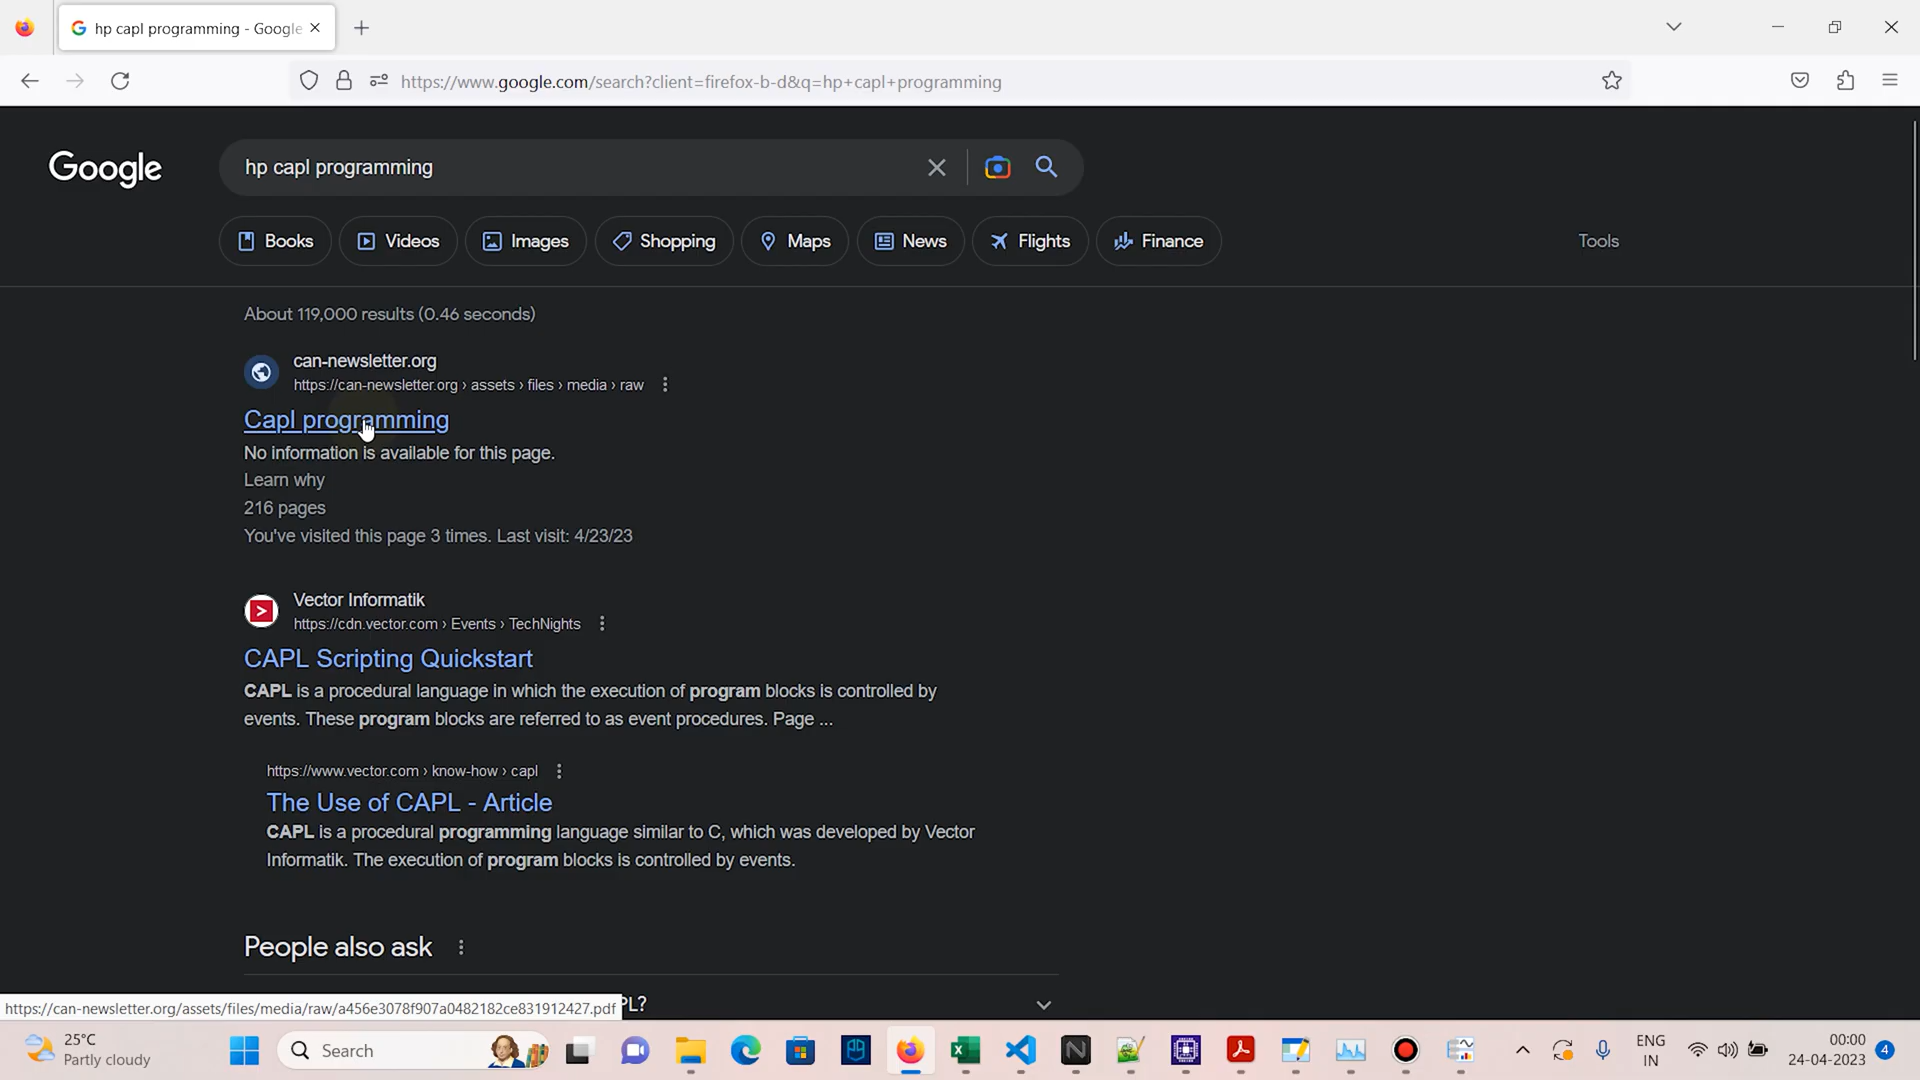 hp capl programming - Google
https://www.google.com/search?client=firefox-b-d&q=hp+capl+programming
Google
hp capl programming
Books
Videos
Images
Shopping
Maps
News
Flights
Finance
Tools
About 119,000 results (0.46 seconds)
can-newsletter.org
https://can-newsletter.org › assets › files › media › raw
Capl programming
No information is available for this page.
Learn why
216 pages
You've visited this page 3 times. Last visit: 4/23/23
Vector Informatik
https://cdn.vector.com › Events › TechNights
CAPL Scripting Quickstart
CAPL is a procedural language in which the execution of program blocks is controlled by
events. These program blocks are referred to as event procedures. Page ...
https://www.vector.com › know-how › capl
The Use of CAPL - Article
CAPL is a procedural programming language similar to C, which was developed by Vector
Informatik. The execution of program blocks is controlled by events.
People also ask
PL?
https://can-newsletter.org/assets/files/media/raw/a456e3078f907a0482182ce831912427.pdf
25°C
Partly cloudy
Search
ENG
IN
00:00
24-04-2023
4